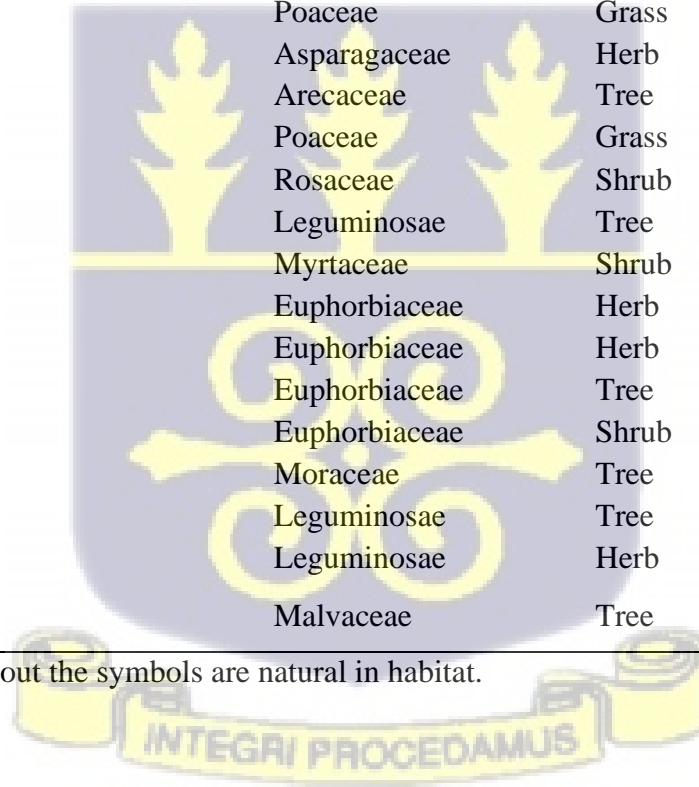 Poaceae Grass
Asparagaceae Herb
Arecaceae Tree
Poaceae Grass
Rosaceae Shrub
Leguminosae Tree
Myrtaceae Shrub
Euphorbiaceae Herb
Euphorbiaceae Herb
Euphorbiaceae Tree
Euphorbiaceae Shrub
Moraceae Tree
Leguminosae Tree
Leguminosae Herb
Malvaceae Tree
out the symbols are natural in habitat.
INTEGRI PROCEDAMUS